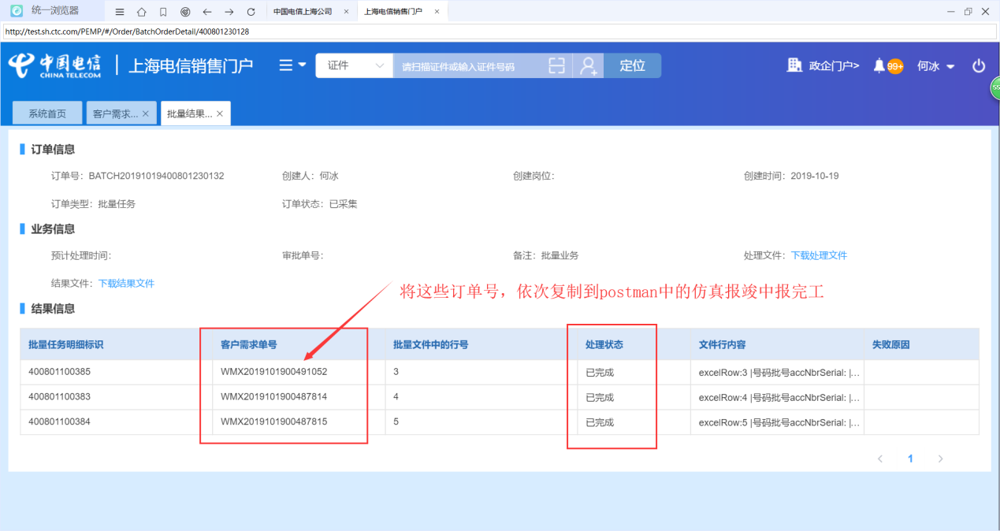 统一浏览器
中国电信上海公司 ×
上海电信销售门户 ×
http://test.sh.ctc.com/PEMP/#/Order/BatchOrderDetail/400801230128
中国电信
CHINA TELECOM
上海电信销售门户
证件
请扫描证件或输入证件号码
定位
政企门户>
99+
何冰
55
系统首页
客户需求... ×
批量结果... ×
订单信息
订单号: BATCH20191019400801230132
创建人: 何冰
创建岗位:
创建时间: 2019-10-19
订单类型: 批量任务
订单状态: 已采集
业务信息
预计处理时间:
审批单号:
备注: 批量业务
处理文件: 下载处理文件
结果文件: 下载结果文件
将这些订单号，依次复制到postman中的仿真报竣中报完工
结果信息
批量任务明细标识 客户需求单号 批量文件中的行号 处理状态 文件行内容 失败原因
400801100385 WMX2019101900491052 3 已完成 excelRow:3 |号码批号accNbrSerial: |...
400801100383 WMX2019101900487814 4 已完成 excelRow:4 |号码批号accNbrSerial: |...
400801100384 WMX2019101900487815 5 已完成 excelRow:5 |号码批号accNbrSerial: |...
< 1 >